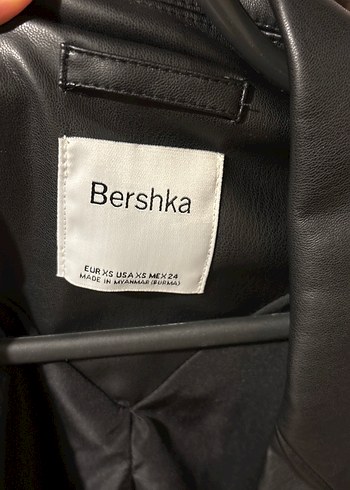 Bershka
EUR XS USA XS MEX 24
MADE IN MYANMAR (BURMA)